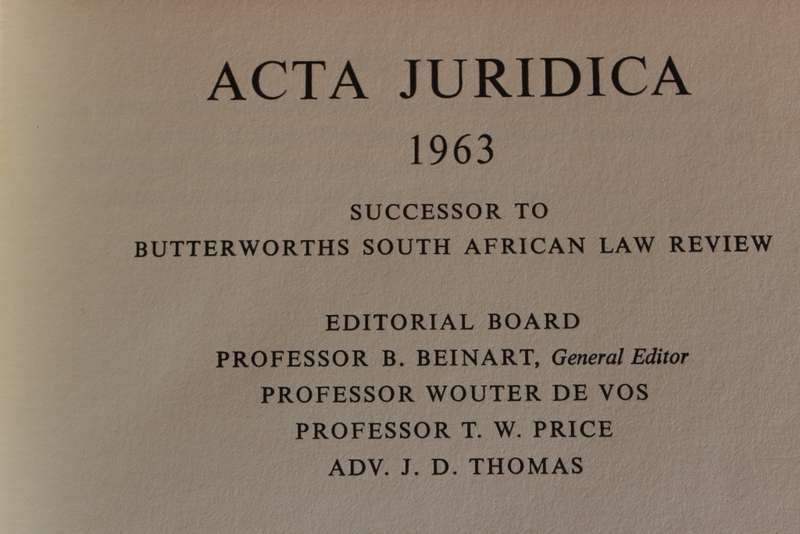 ACTA JURIDICA
1963
SUCCESSOR TO
BUTTERWORTHS SOUTH AFRICAN LAW REVIEW
EDITORIAL BOARD
PROFESSOR B. BEINART, General Editor
PROFESSOR WOUTER DE VOS
PROFESSOR T. W. PRICE
ADV. J. D. THOMAS